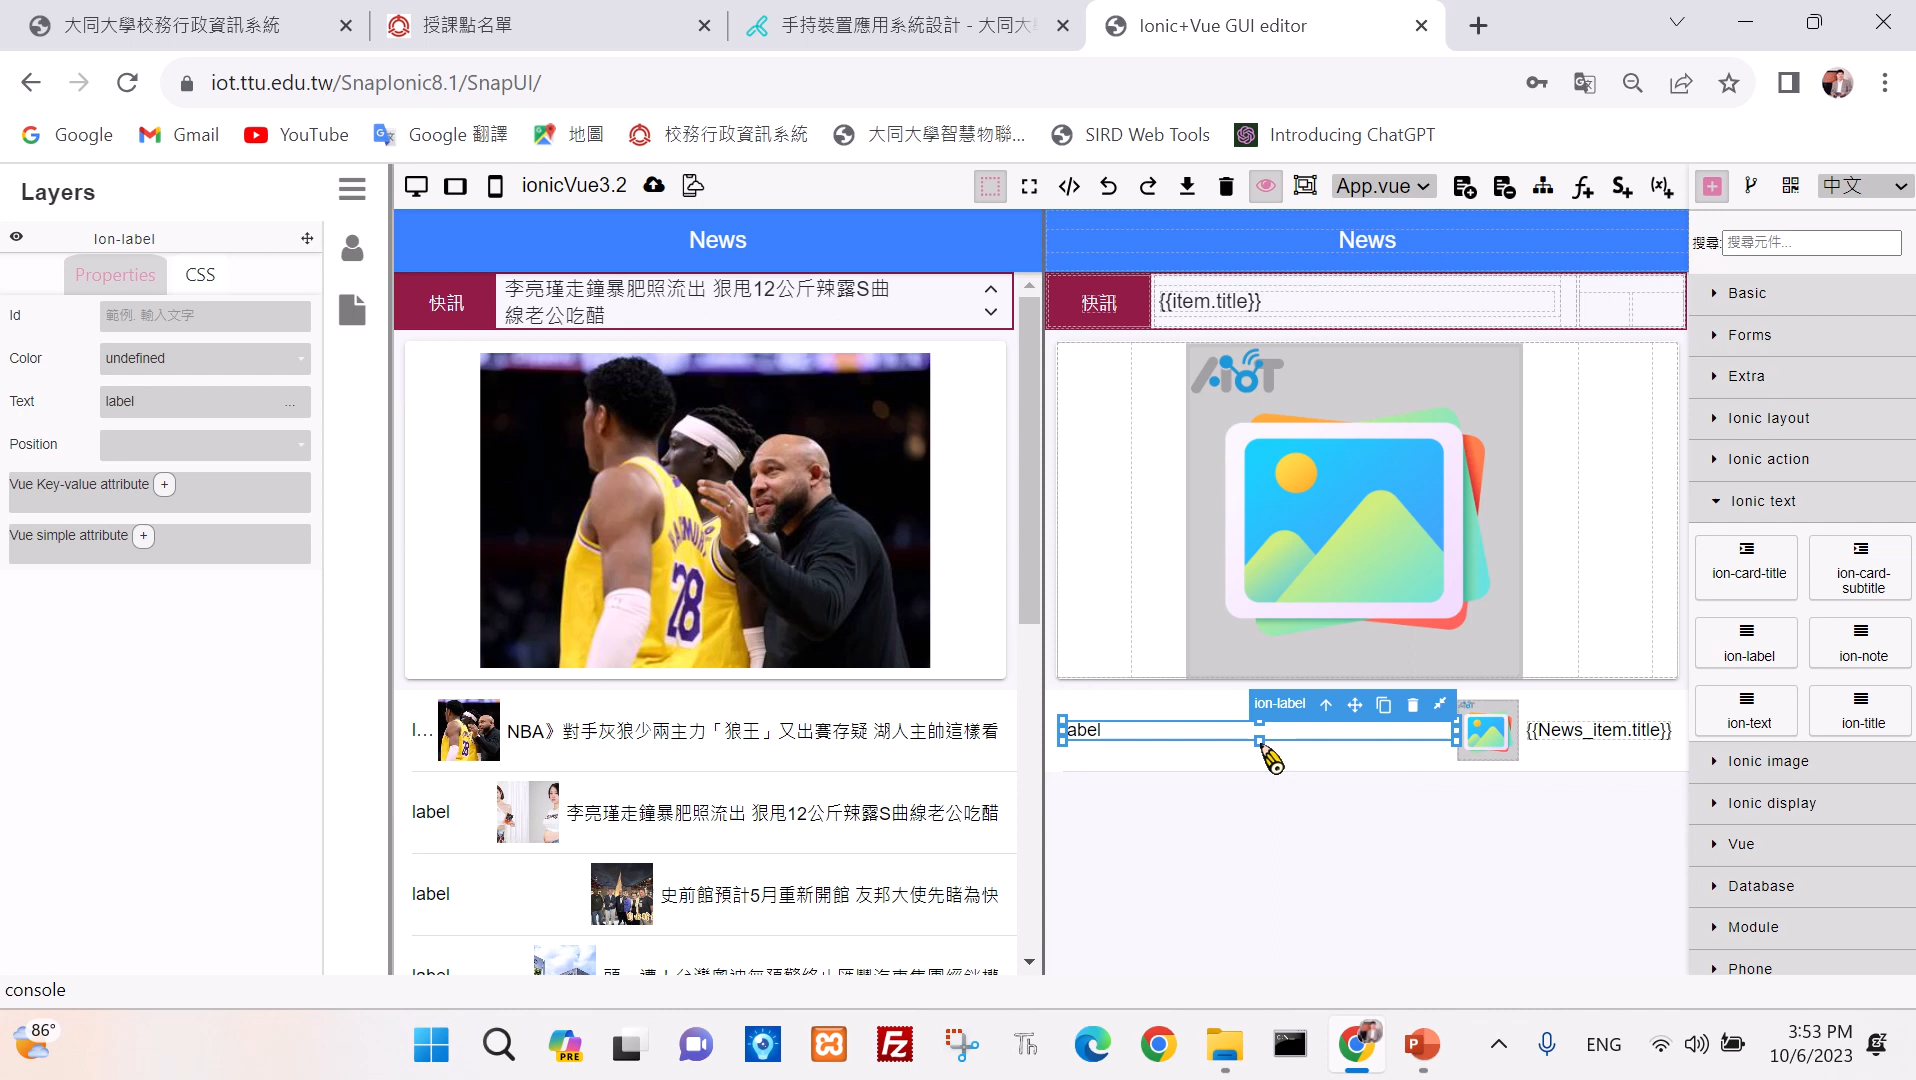 大同大學校務行政資訊系統
授課點名單
手持裝置應用系統設計 - 大同大
Ionic+Vue GUI editor
iot.ttu.edu.tw/SnapIonic8.1/SnapUI/
Google
Gmail
YouTube
Google 翻譯
地圖
校務行政資訊系統
大同大學智慧物聯...
SIRD Web Tools
Introducing ChatGPT
Layers
ionicVue3.2
App.vue
中文
Ion-label
Properties
CSS
Id
範例. 輸入文字
Color
undefined
Text
label
...
Position
Vue Key-value attribute +
Vue simple attribute +
News
快訊
李亮瑾走鐘暴肥照流出 狠甩12公斤辣露S曲
線老公吃醋
l...
NBA》對手灰狼少兩主力「狼王」又出賽存疑 湖人主帥這樣看
label
李亮瑾走鐘暴肥照流出 狠甩12公斤辣露S曲線老公吃醋
label
史前館預計5月重新開館 友邦大使先睹為快
News
快訊
{{item.title}}
AIoT
ion-label
label
{{News_item.title}}
搜尋:
搜尋元件...
Basic
Forms
Extra
Ionic layout
Ionic action
Ionic text
ion-card-title
ion-card-
subtitle
ion-label
ion-note
ion-text
ion-title
Ionic image
Ionic display
Vue
Database
Module
Phone
console
86°
PRE
ENG
3:53 PM
10/6/2023